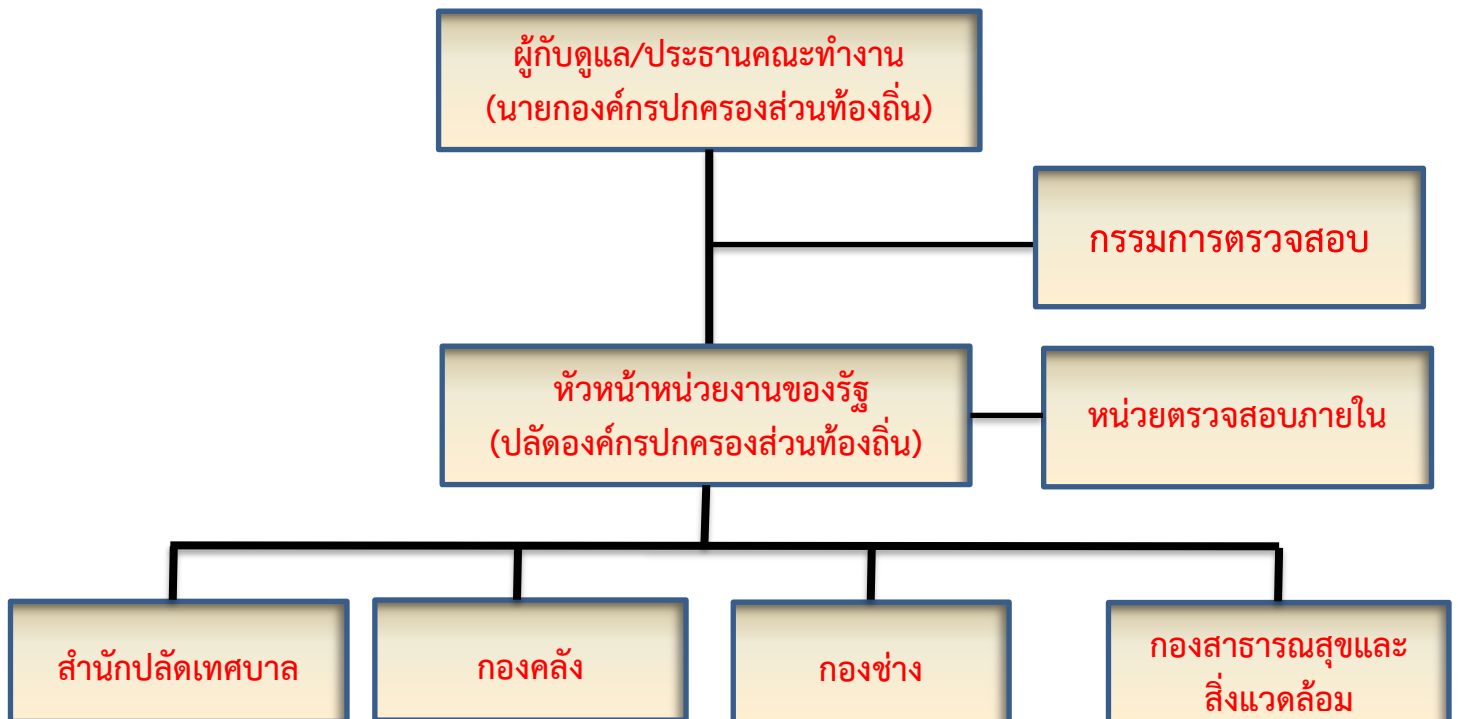 ผู้กับดูแล/ประธานคณะทำงาน
(นายกองค์กรปกครองส่วนท้องถิ่น)
กรรมการตรวจสอบ
หัวหน้าหน่วยงานของรัฐ
(ปลัดองค์กรปกครองส่วนท้องถิ่น)
หน่วยตรวจสอบภายใน
สำนักปลัดเทศบาล
กองคลัง
กองช่าง
กองสาธารณสุขและ
สิ่งแวดล้อม